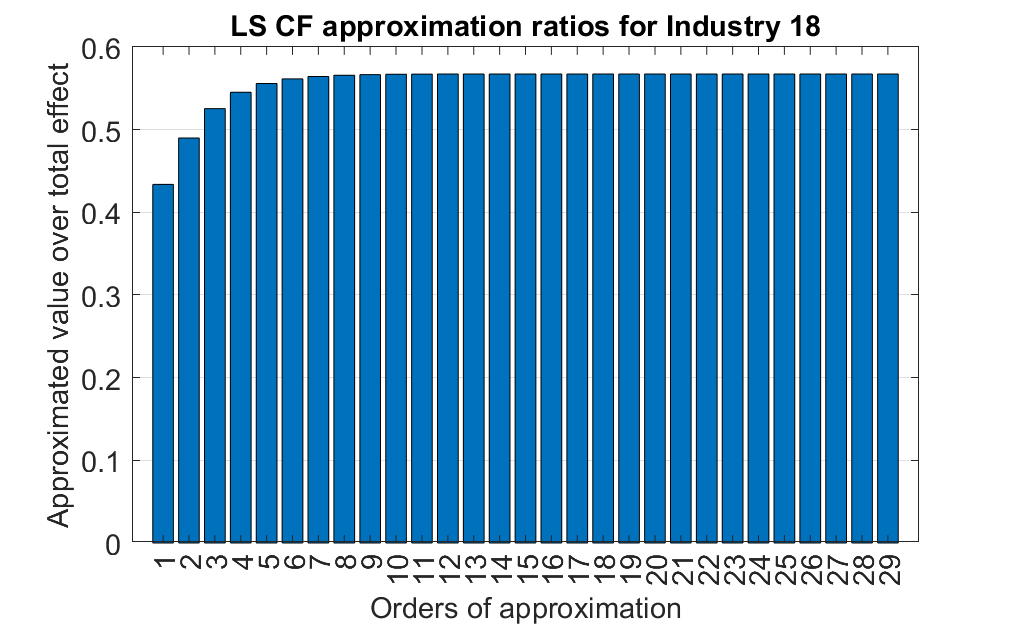 LS CF approximation ratios for Industry 18
Approximated value over total effect
0.6
0.5
0.4
0.3
0.2
0.1
0
1 2 3 4 5 6 7 8 9 10 11 12 13 14 15 16 17 18 19 20 21 22 23 24 25 26 27 28 29
Orders of approximation